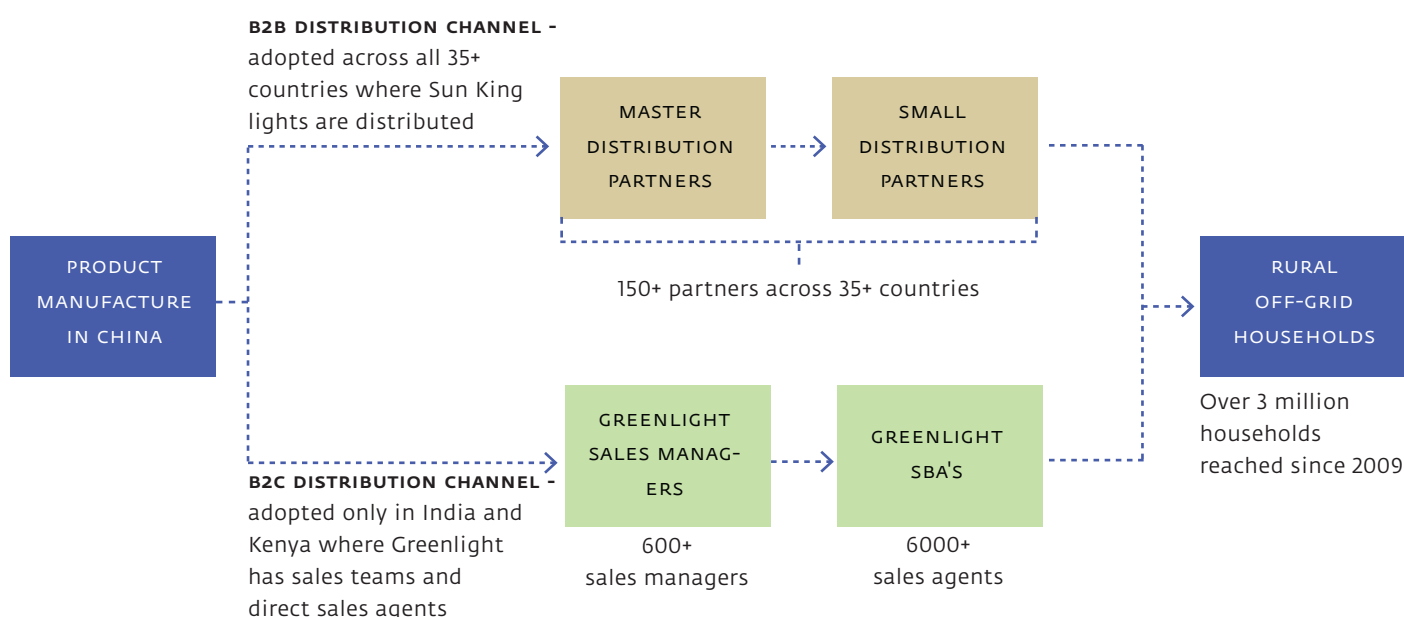 B2B DISTRIBUTION CHANNEL -
adopted across all 35+
countries where Sun King
lights are distributed
MASTER
DISTRIBUTION
PARTNERS
SMALL
DISTRIBUTION
PARTNERS
150+ partners across 35+ countries
PRODUCT
MANUFACTURE
IN CHINA
RURAL
OFF-GRID
HOUSEHOLDS
Over 3 million
households
reached since 2009
B2C DISTRIBUTION CHANNEL -
adopted only in India and
Kenya where Greenlight
has sales teams and
direct sales agents
GREENLIGHT
SALES MANAG-
ERS
600+
sales managers
GREENLIGHT
SBA'S
6000+
sales agents